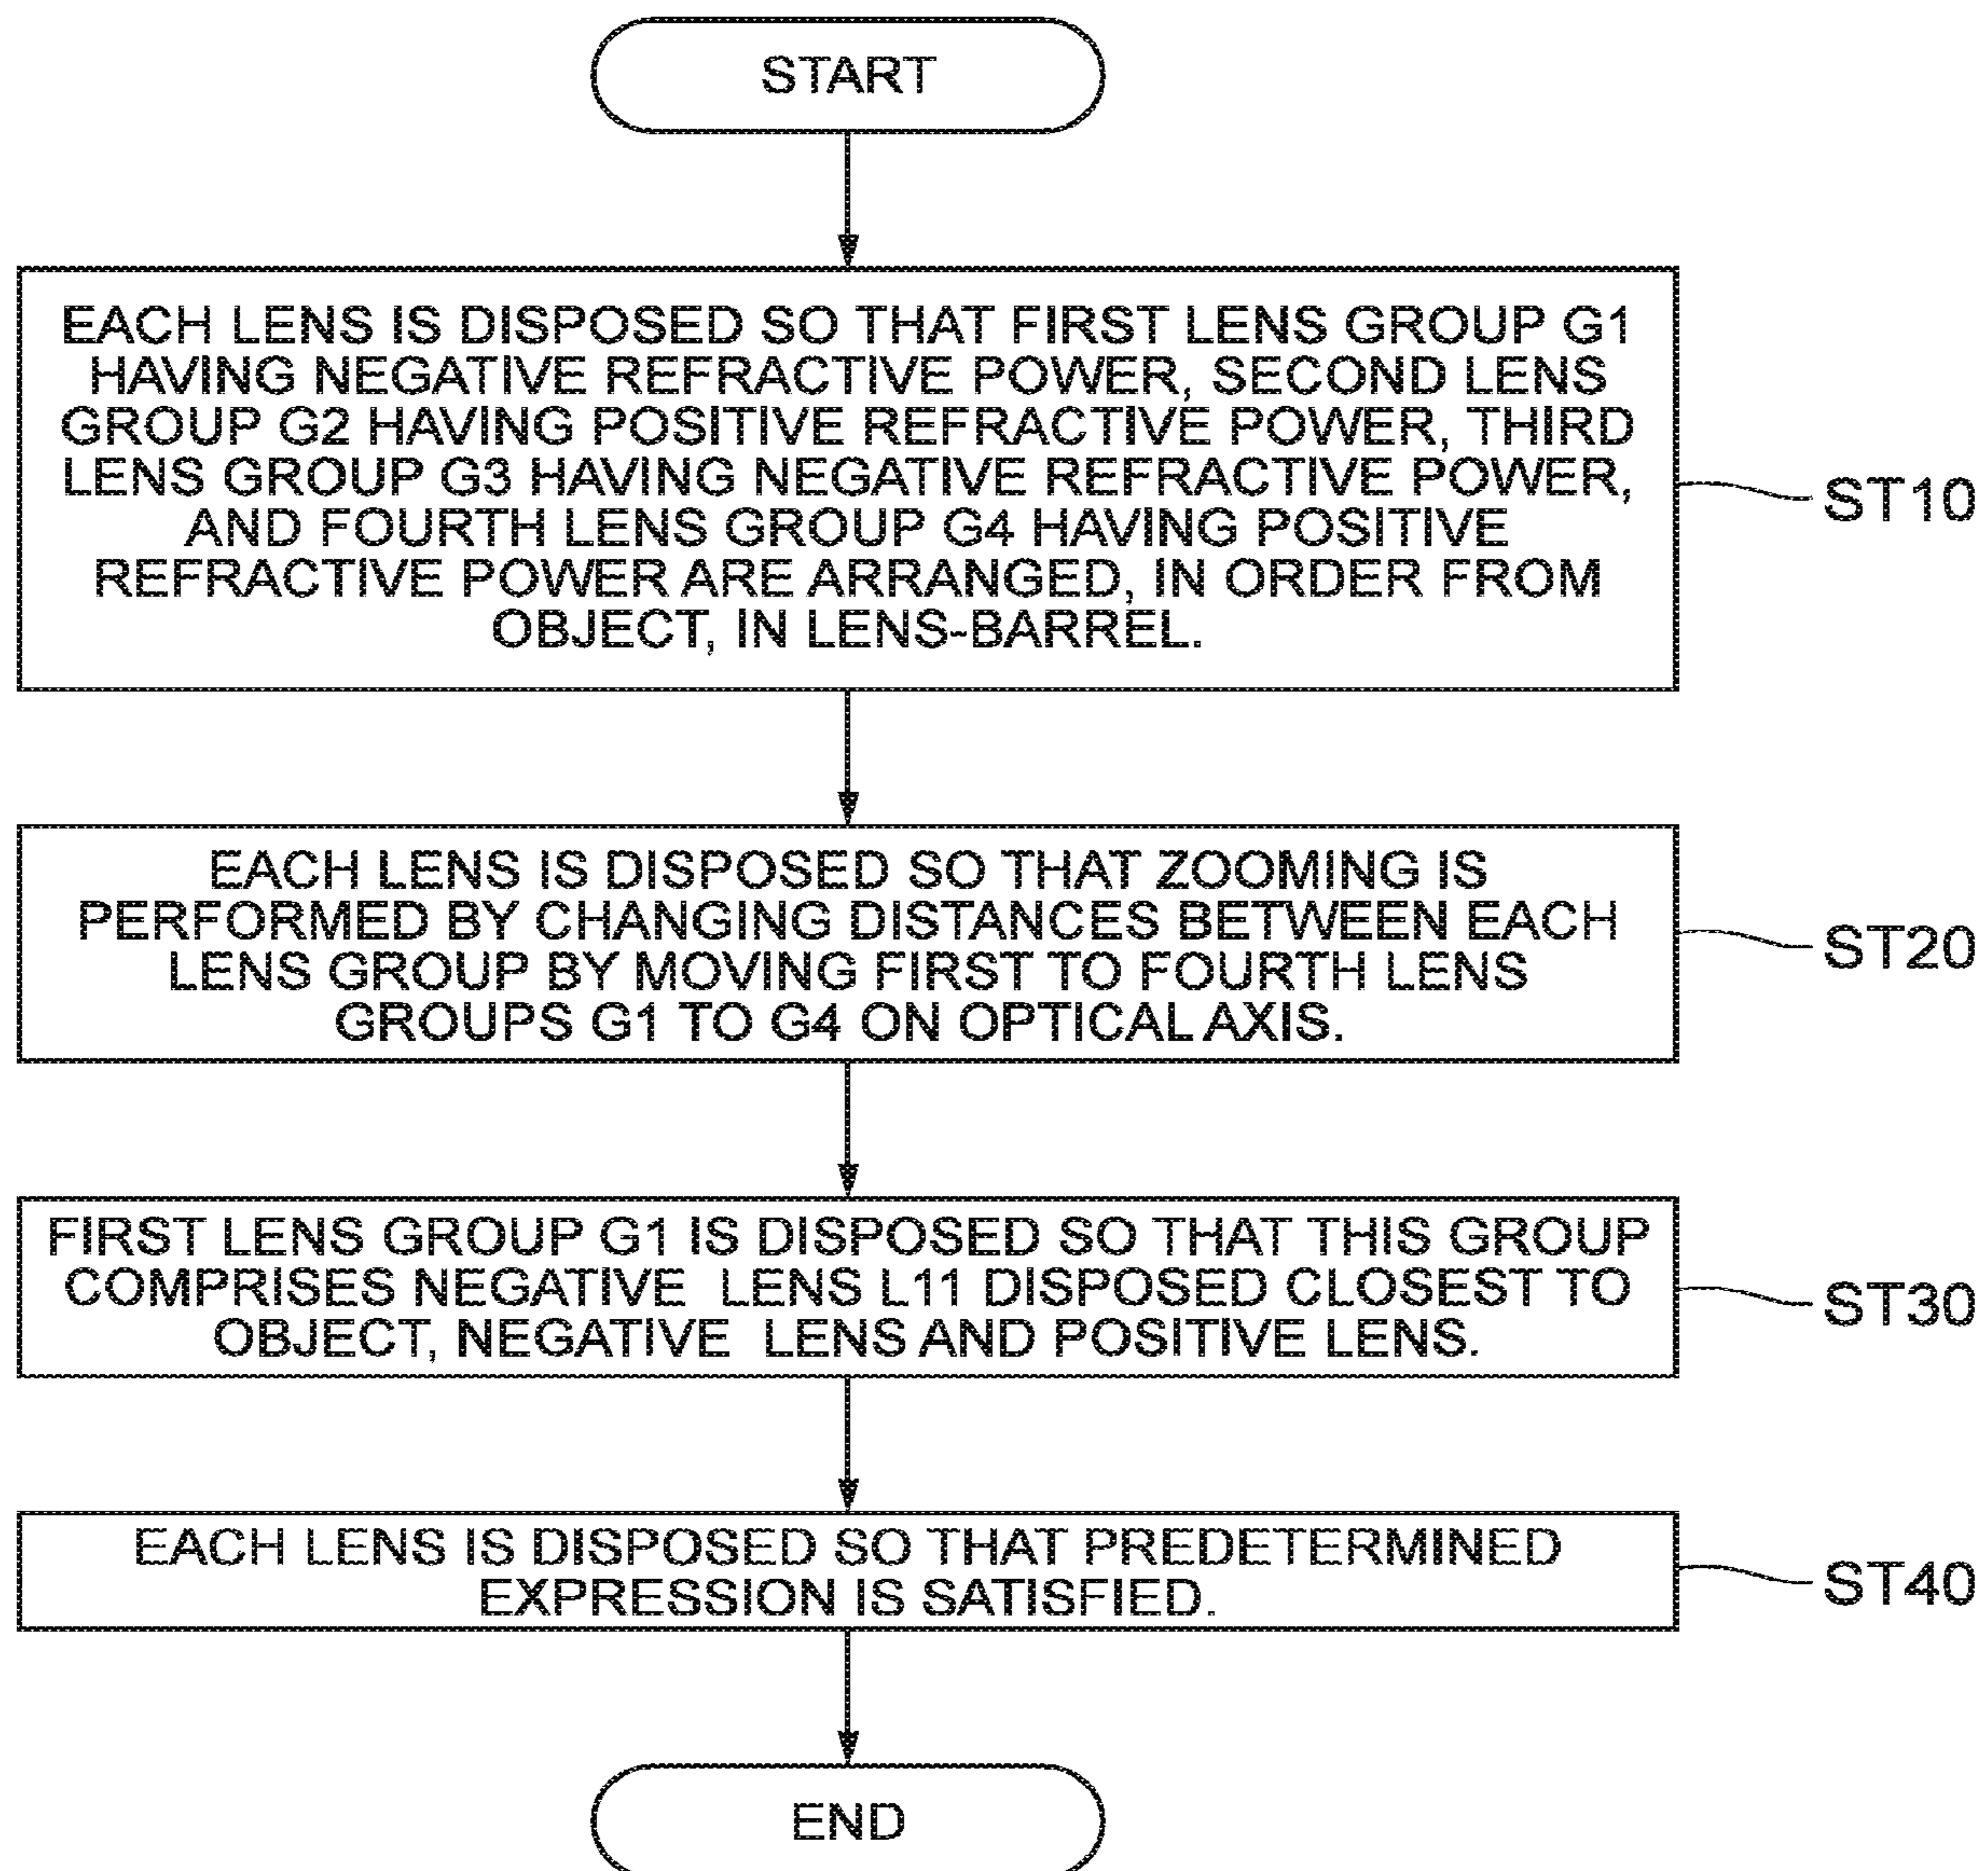 START
EACH LENS IS DISPOSED SO THAT FIRST LENS GROUP G1
HAVING NEGATIVE REFRACTIVE POWER, SECOND LENS
GROUP G2 HAVING POSITIVE REFRACTIVE POWER, THIRD
LENS GROUP G3 HAVING NEGATIVE REFRACTIVE POWER,
AND FOURTH LENS GROUP G4 HAVING POSITIVE
REFRACTIVE POWER ARE ARRANGED, IN ORDER FROM
OBJECT, IN LENS-BARREL.
ST10
EACH LENS IS DISPOSED SO THAT ZOOMING IS
PERFORMED BY CHANGING DISTANCES BETWEEN EACH
LENS GROUP BY MOVING FIRST TO FOURTH LENS
GROUPS G1 TO G4 ON OPTICAL AXIS.
ST20
FIRST LENS GROUP G1 IS DISPOSED SO THAT THIS GROUP
COMPRISES NEGATIVE LENS L11 DISPOSED CLOSEST TO
OBJECT, NEGATIVE LENS AND POSITIVE LENS.
ST30
EACH LENS IS DISPOSED SO THAT PREDETERMINED
EXPRESSION IS SATISFIED.
ST40
END